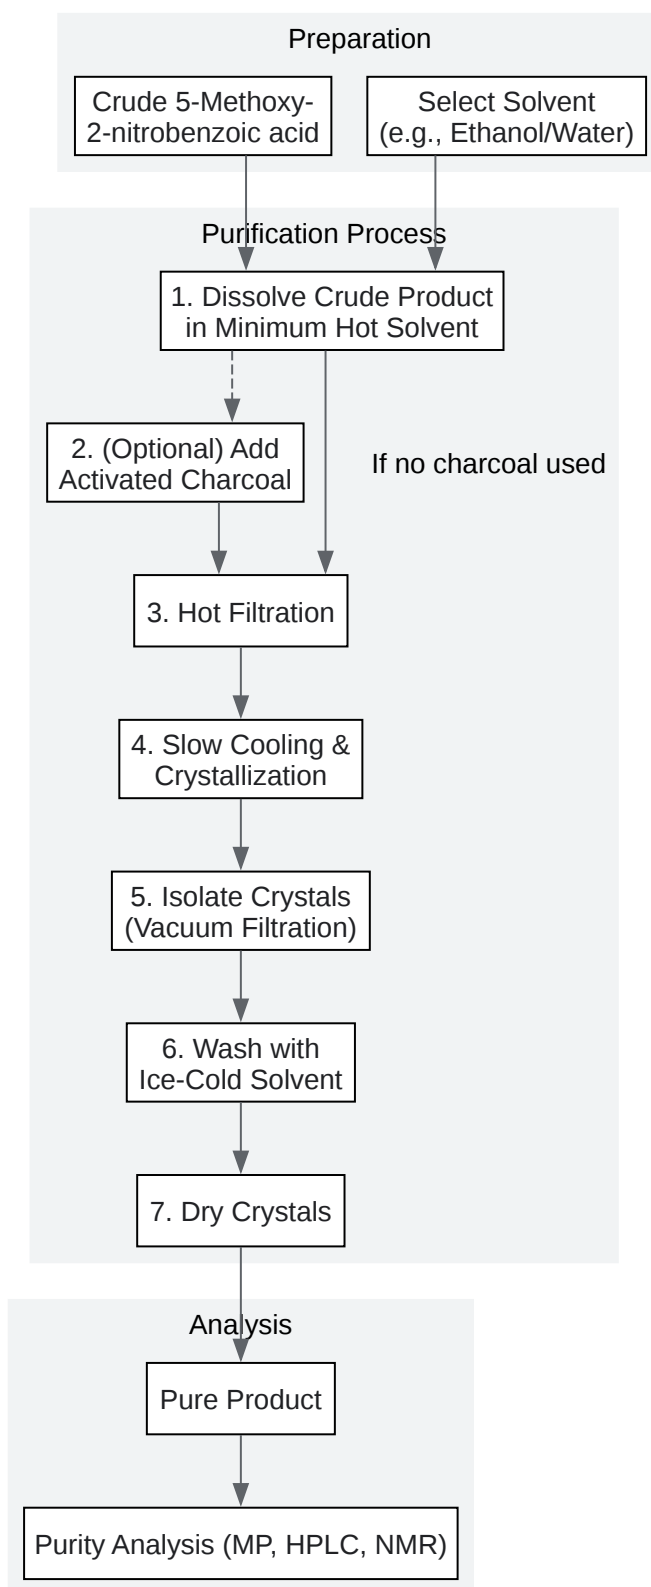 Preparation
Crude 5-Methoxy-
2-nitrobenzoic acid
Select Solvent
(e.g., Ethanol/Water)
Purification Process
1. Dissolve Crude Product
in Minimum Hot Solvent
2. (Optional) Add
Activated Charcoal
If no charcoal used
3. Hot Filtration
4. Slow Cooling &
Crystallization
5. Isolate Crystals
(Vacuum Filtration)
6. Wash with
Ice-Cold Solvent
7. Dry Crystals
Analysis
Pure Product
Purity Analysis (MP, HPLC, NMR)